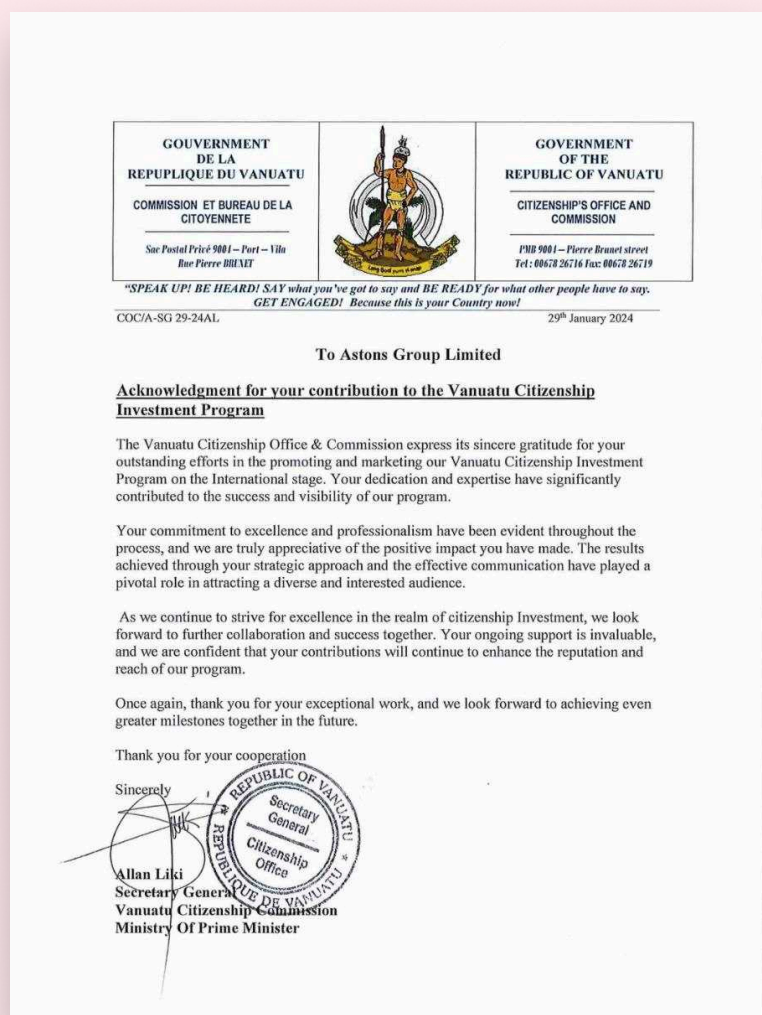 GOUVERNMENT
DE LA
REPUPLIQUE DU VANUATU
COMMISSION ET BUREAU DE LA
CITOYENNETE
Sac Postal Privé 9001 – Port – Vila
Rue Pierre BRUNET
GOVERNMENT
OF THE
REPUBLIC OF VANUATU
CITIZENSHIP'S OFFICE AND
COMMISSION
PMB 9001 – Pierre Brunet street
Tel : 00678 26716 Fax: 00678 26719
"SPEAK UP! BE HEARD! SAY what you've got to say and BE READY for what other people have to say.
GET ENGAGED! Because this is your Country now!
COC/A-SG 29-24AL
29th January 2024
To Astons Group Limited
Acknowledgment for your contribution to the Vanuatu Citizenship
Investment Program
The Vanuatu Citizenship Office & Commission express its sincere gratitude for your
outstanding efforts in the promoting and marketing our Vanuatu Citizenship Investment
Program on the International stage. Your dedication and expertise have significantly
contributed to the success and visibility of our program.
Your commitment to excellence and professionalism have been evident throughout the
process, and we are truly appreciative of the positive impact you have made. The results
achieved through your strategic approach and the effective communication have played a
pivotal role in attracting a diverse and interested audience.
As we continue to strive for excellence in the realm of citizenship Investment, we look
forward to further collaboration and success together. Your ongoing support is invaluable,
and we are confident that your contributions will continue to enhance the reputation and
reach of our program.
Once again, thank you for your exceptional work, and we look forward to achieving even
greater milestones together in the future.
Thank you for your cooperation
Sincerely
REPUBLIC OF VANUATU
Secretary
General
Citizenship
Office
REPUBLIQUE DE VANUATU
Allan Liki
Secretary General
Vanuatu Citizenship Commission
Ministry Of Prime Minister